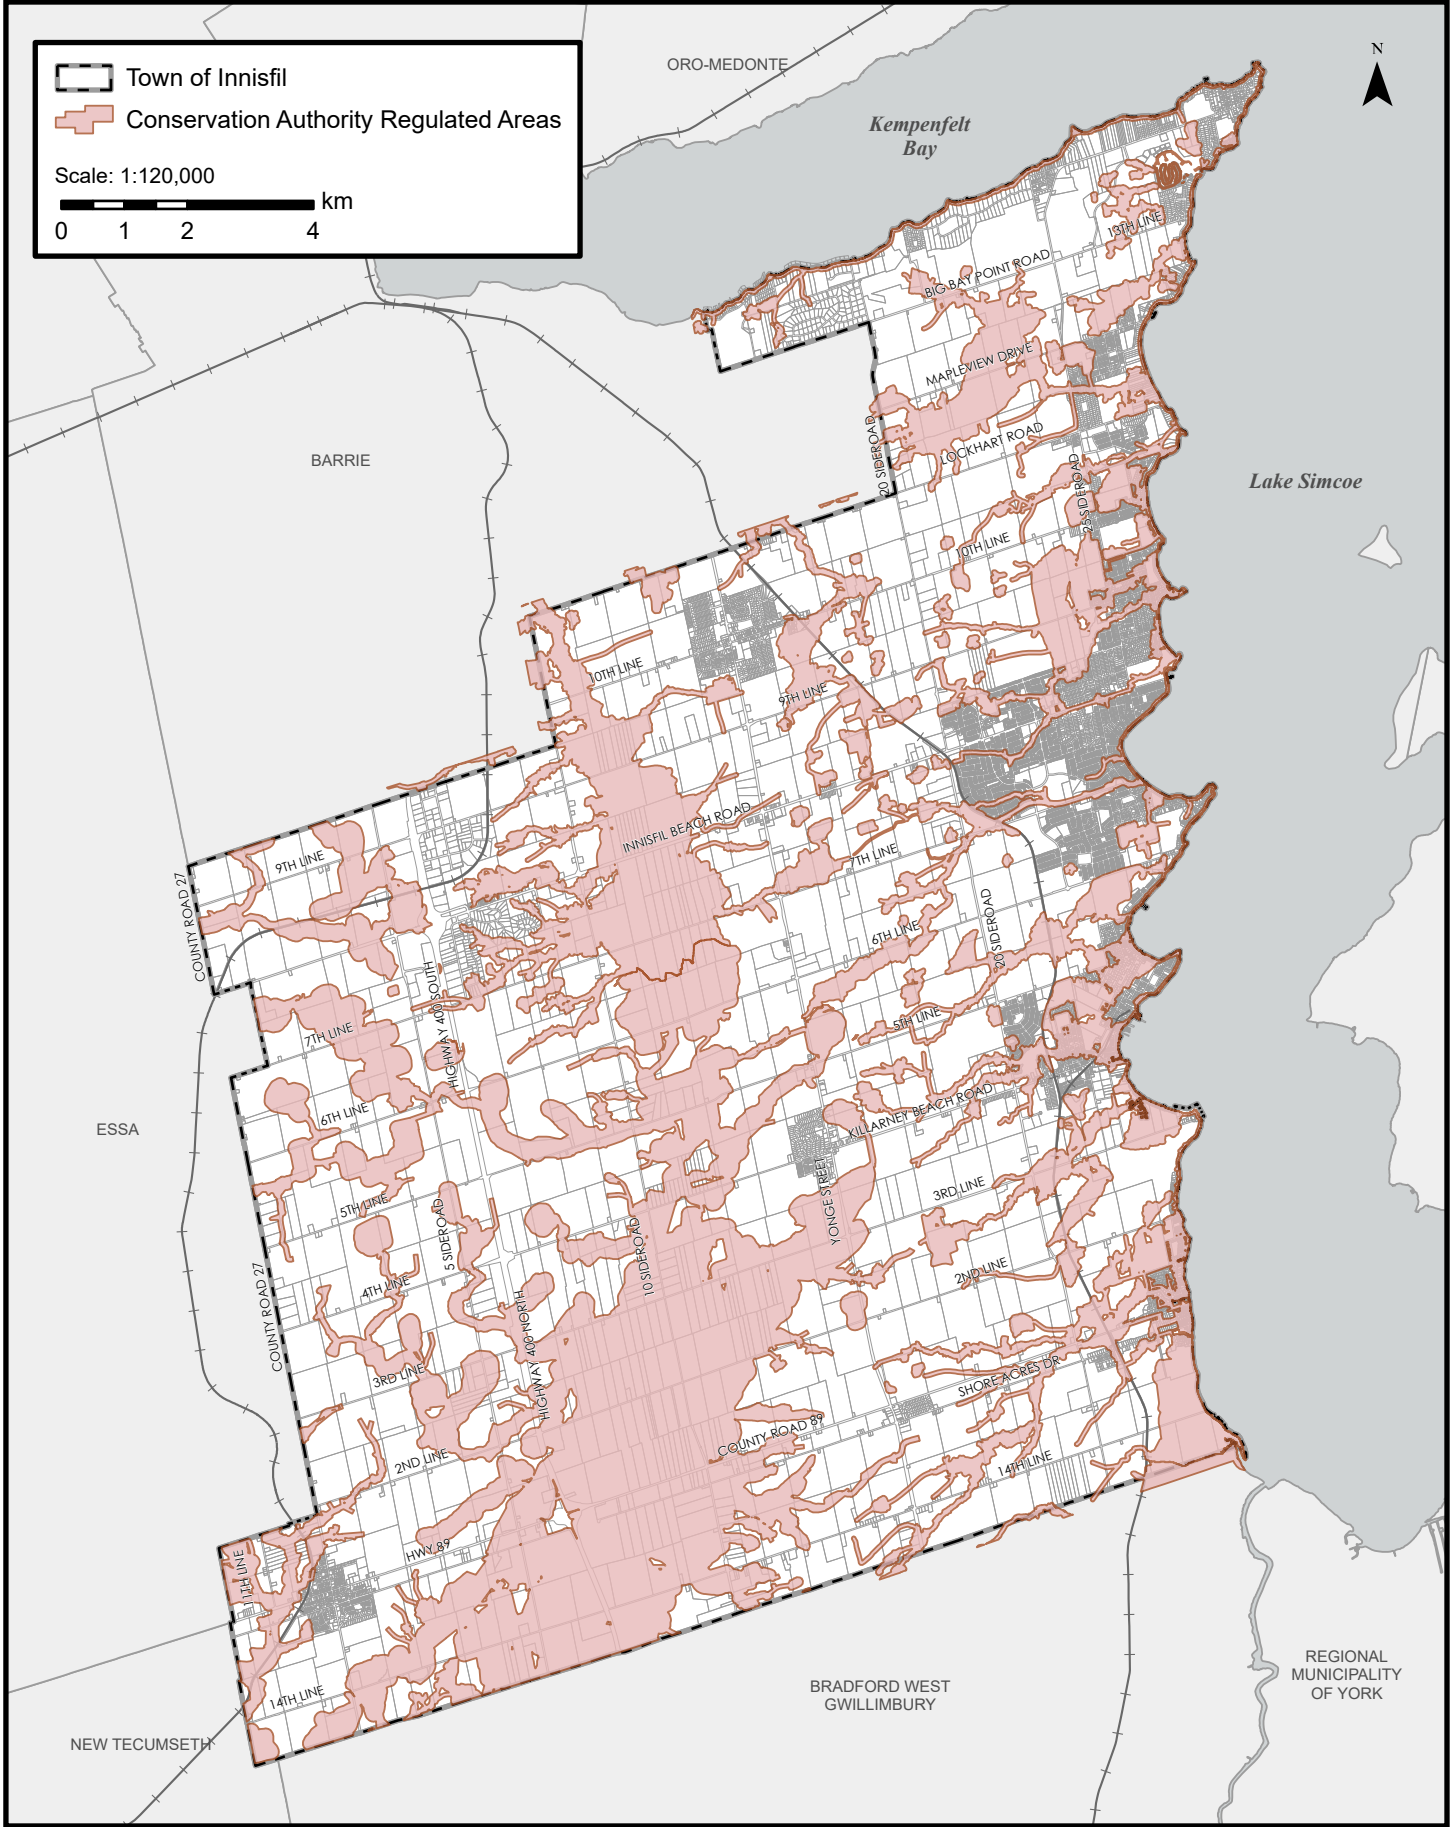 Town of Innisfil
Conservation Authority Regulated Areas
Scale: 1:120,000
km
0 1 2 4
N
ORO-MEDONTE
Kempenfelt
Bay
13TH LINE
BIG BAY POINT ROAD
MAPLEVIEW DRIVE
20 SIDEROAD
LOCKHART ROAD
BARRIE
Lake Simcoe
25 SIDEROAD
10TH LINE
10TH LINE
9TH LINE
INNISFIL BEACH ROAD
9TH LINE
7TH LINE
COUNTY ROAD 27
20 SIDEROAD
6TH LINE
HIGHWAY 400 SOUTH
5TH LINE
7TH LINE
6TH LINE
KILLARNEY BEACH ROAD
ESSA
5TH LINE
YONGE STREET
3RD LINE
5 SIDEROAD
10 SIDEROAD
4TH LINE
2ND LINE
COUNTY ROAD 27
HIGHWAY 400 NORTH
3RD LINE
SHORE ACRES DR
COUNTY ROAD 89
2ND LINE
14TH LINE
HWY 89
11TH LINE
14TH LINE
BRADFORD WEST
GWILLIMBURY
REGIONAL
MUNICIPALITY
OF YORK
NEW TECUMSETH